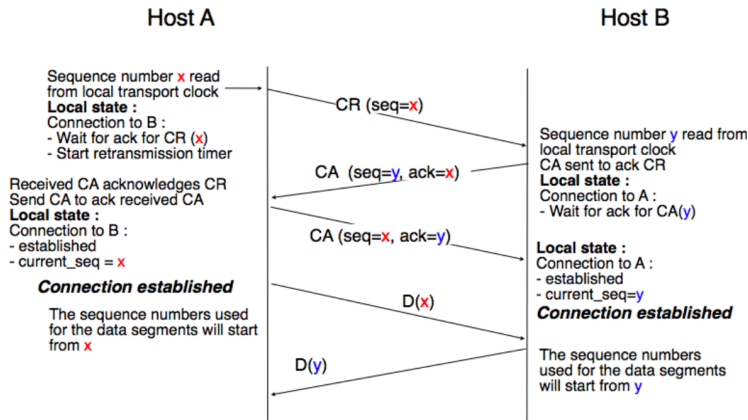 Host A
Host B
Sequence number x read
from local transport clock
Local state :
Connection to B :
- Wait for ack for CR (x)
- Start retransmission timer
CR (seq=x)
Sequence number y read from
local transport clock
CA sent to ack CR
Local state :
Connection to A :
- Wait for ack for CA(y)
CA (seq=y, ack=x)
Received CA acknowledges CR
Send CA to ack received CA
Local state :
Connection to B :
- established
- current_seq = x
CA (seq=x, ack=y)
Local state :
Connection to A :
- established
- current_seq=y
Connection established
Connection established
The sequence numbers used
for the data segments will start
from x
D(x)
The sequence numbers
used for the data segments
will start from y
D(y)